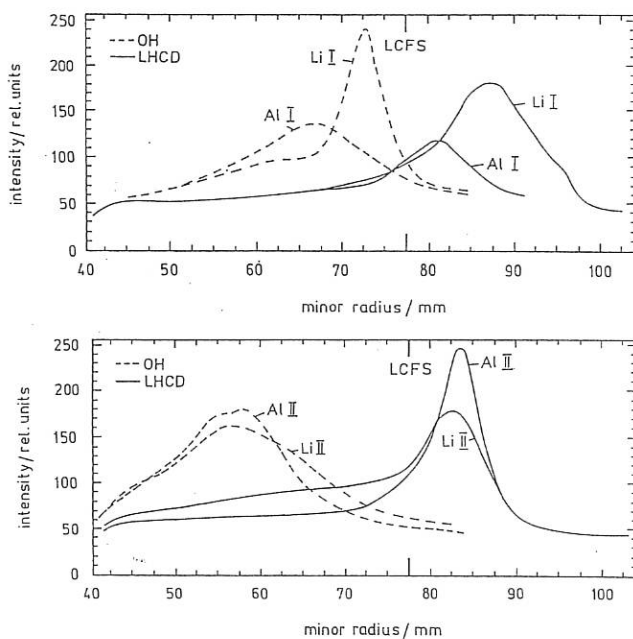 250
200
150
100
50
0
intensity/rel. units
--- OH
— LHCD
Li I
LCFS
Al I
Li I
Al I
40 50 60 70 80 90 100
minor radius / mm
250
200
150
100
50
0
intensity/rel. units
--- OH
— LHCD
LCFS
Al II
Al II
Li II
Li II
40 50 60 70 80 90 100
minor radius / mm